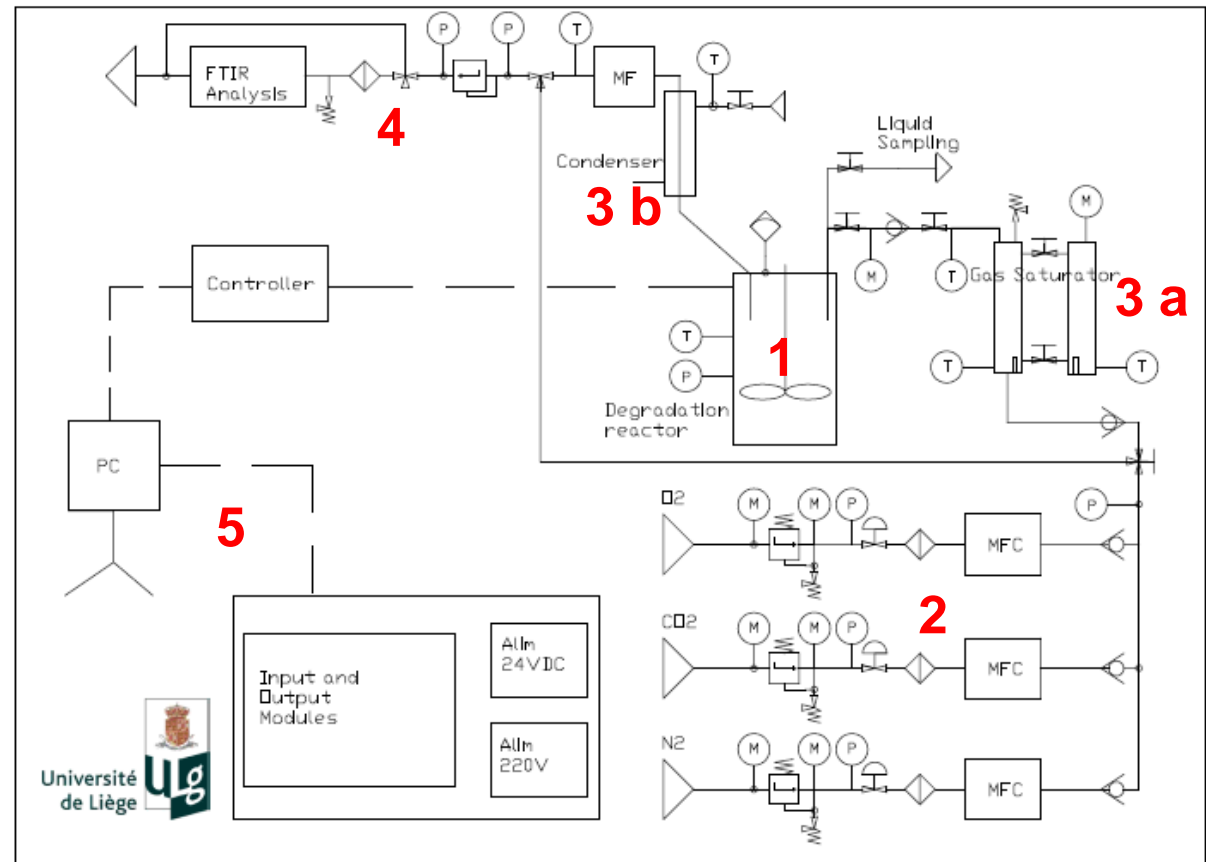 P
P
T
T
FTIR
Analysis
MF
4
Liquid
Sampling
Condenser
3 b
M
M
T
Gas Saturator
3 a
Controller
T
P
1
T
T
Degradation
reactor
PC
5
P
O2
M
M
P
MFC
CO2
M
M
P
2
MFC
N2
M
M
P
MFC
Input and
Output
Modules
Alim
24VDC
Alim
220V
Université
de Liège
ULg